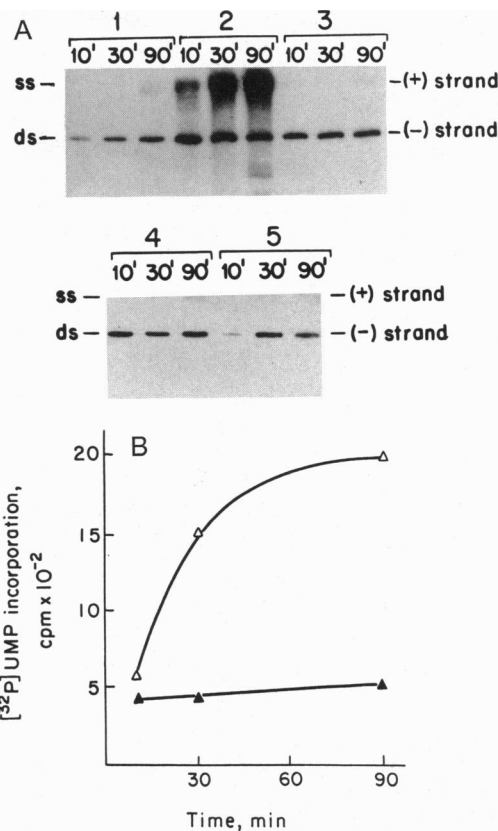 A
1 2 3
10' 30' 90' 10' 30' 90' 10' 30' 90'
ss – – (+) strand
ds – – (–) strand
4 5
10' 30' 90' 10' 30' 90'
ss – – (+) strand
ds – – (–) strand
B
20
15
10
5
[³²P] UMP incorporation,
cpm x 10⁻²
30 60 90
Time, min